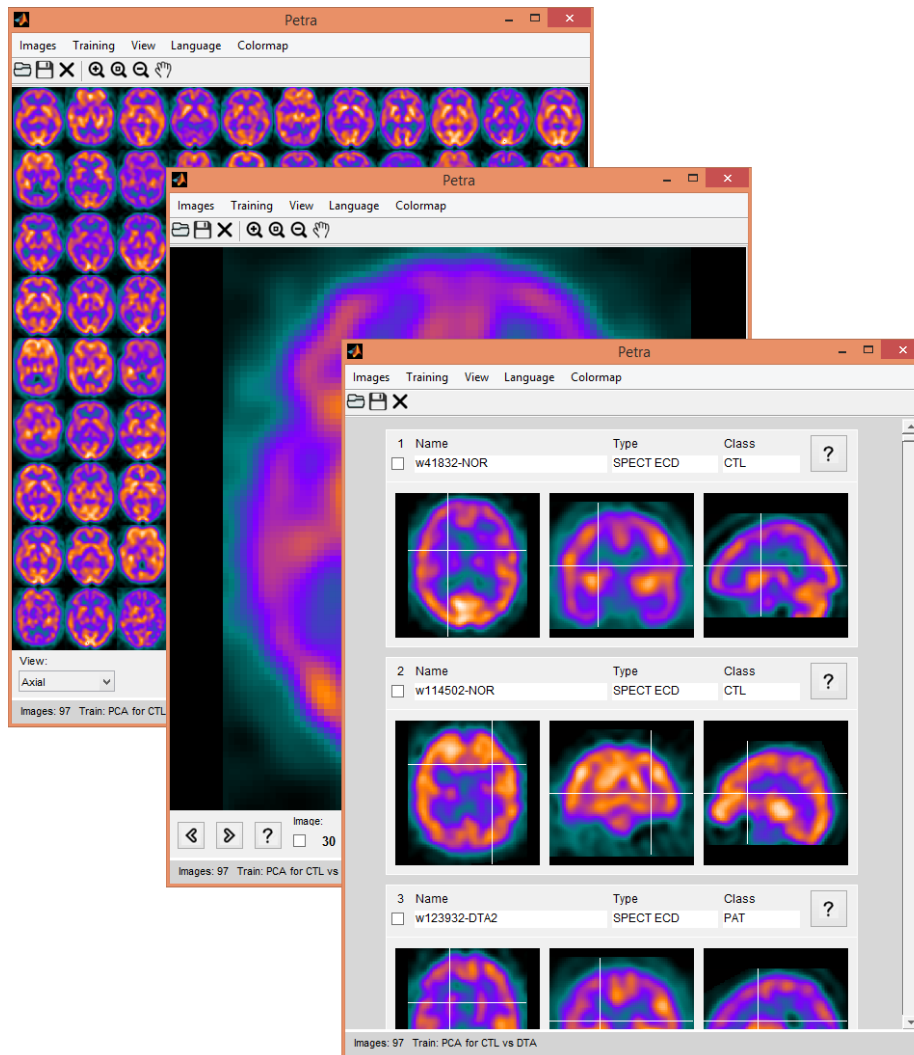 Petra
Images Training View Language Colormap
View:
Axial
Images: 97 Train: PCA for CTL
Petra
Images Training View Language Colormap
? Image:
30
Images: 97 Train: PCA for CTL vs
Petra
Images Training View Language Colormap
1 Name Type Class ?
w41832-NOR SPECT ECD CTL
2 Name Type Class ?
w114502-NOR SPECT ECD CTL
3 Name Type Class ?
w123932-DTA2 SPECT ECD PAT
Images: 97 Train: PCA for CTL vs DTA